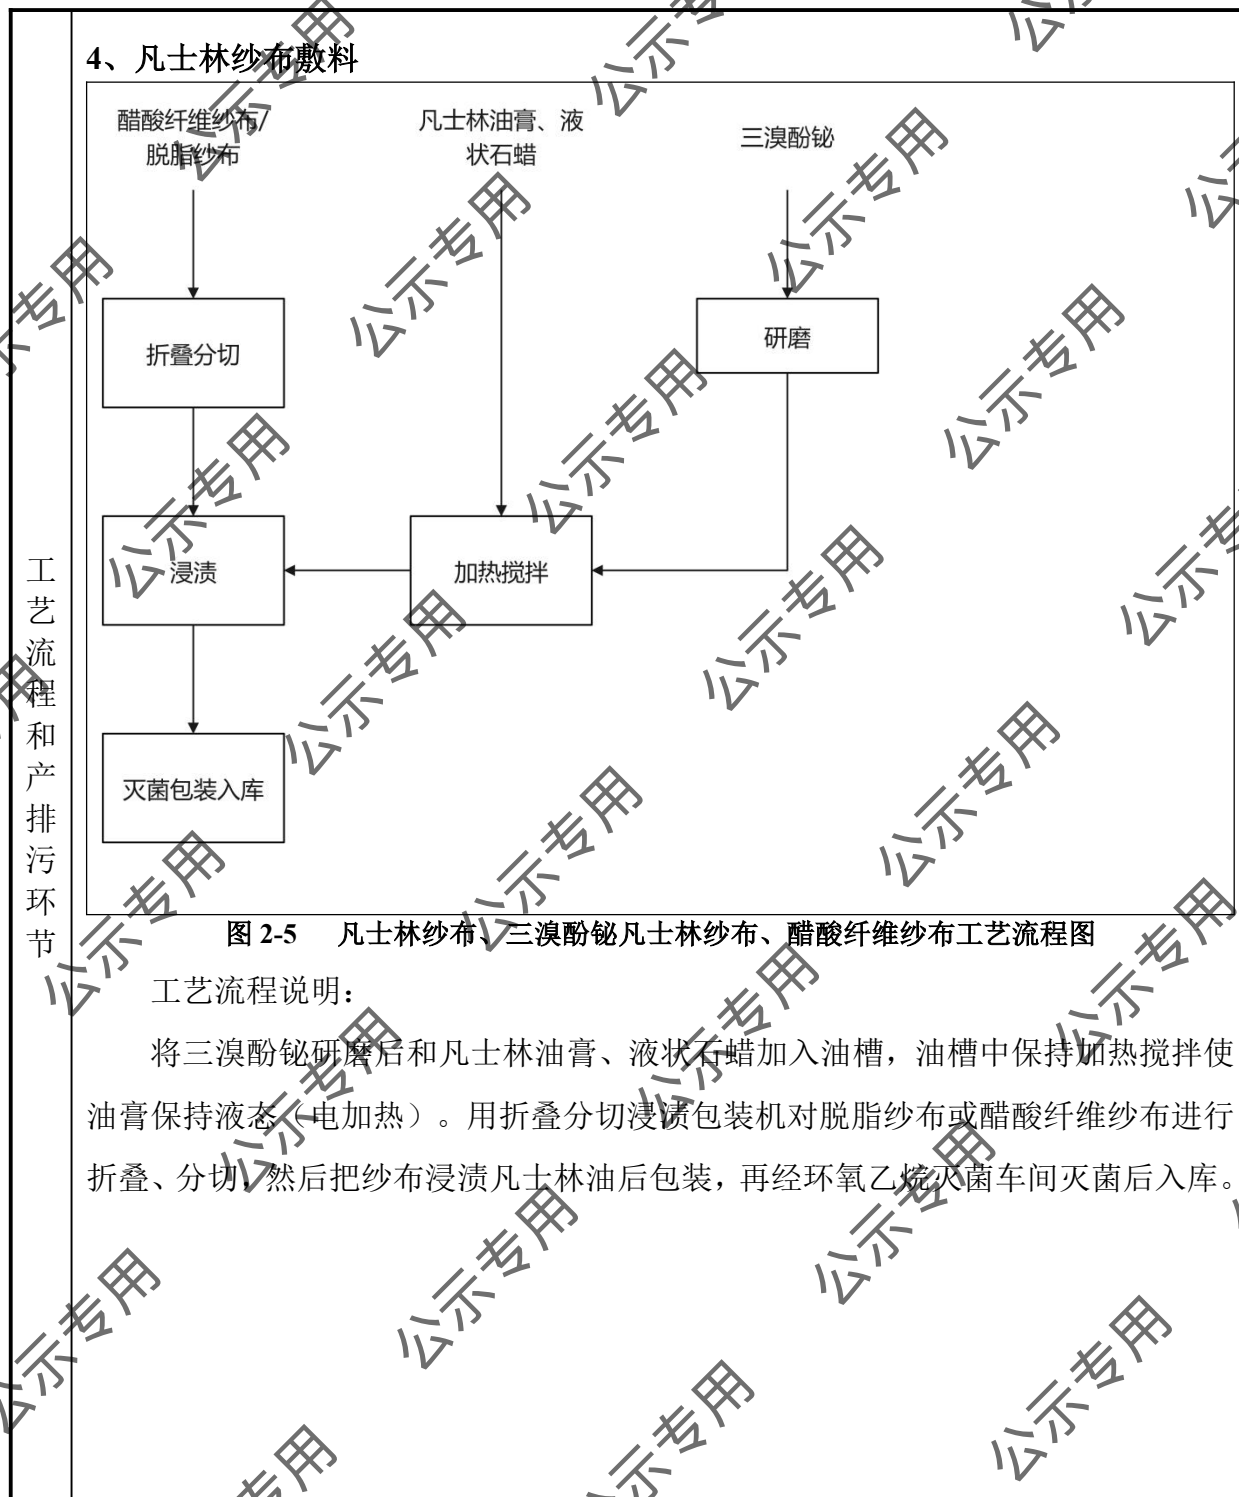 4、凡士林纱布敷料
醋酸纤维纱布/
脱脂纱布
凡士林油膏、液
状石蜡
三溴酚铋
折叠分切
研磨
浸渍
加热搅拌
灭菌包装入库
工艺流程和产排污环节
图 2-5 凡士林纱布、三溴酚铋凡士林纱布、醋酸纤维纱布工艺流程图
工艺流程说明：
将三溴酚铋研磨后和凡士林油膏、液状石蜡加入油槽，油槽中保持加热搅拌使
油膏保持液态（电加热）。用折叠分切浸渍包装机对脱脂纱布或醋酸纤维纱布进行
折叠、分切，然后把纱布浸渍凡士林油后包装，再经环氧乙烷灭菌车间灭菌后入库。
公示专用